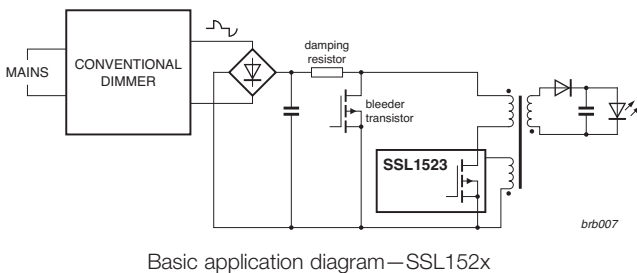 MAINS
CONVENTIONAL
DIMMER
damping
resistor
bleeder
transistor
SSL1523
brb007
Basic application diagram—SSL152x